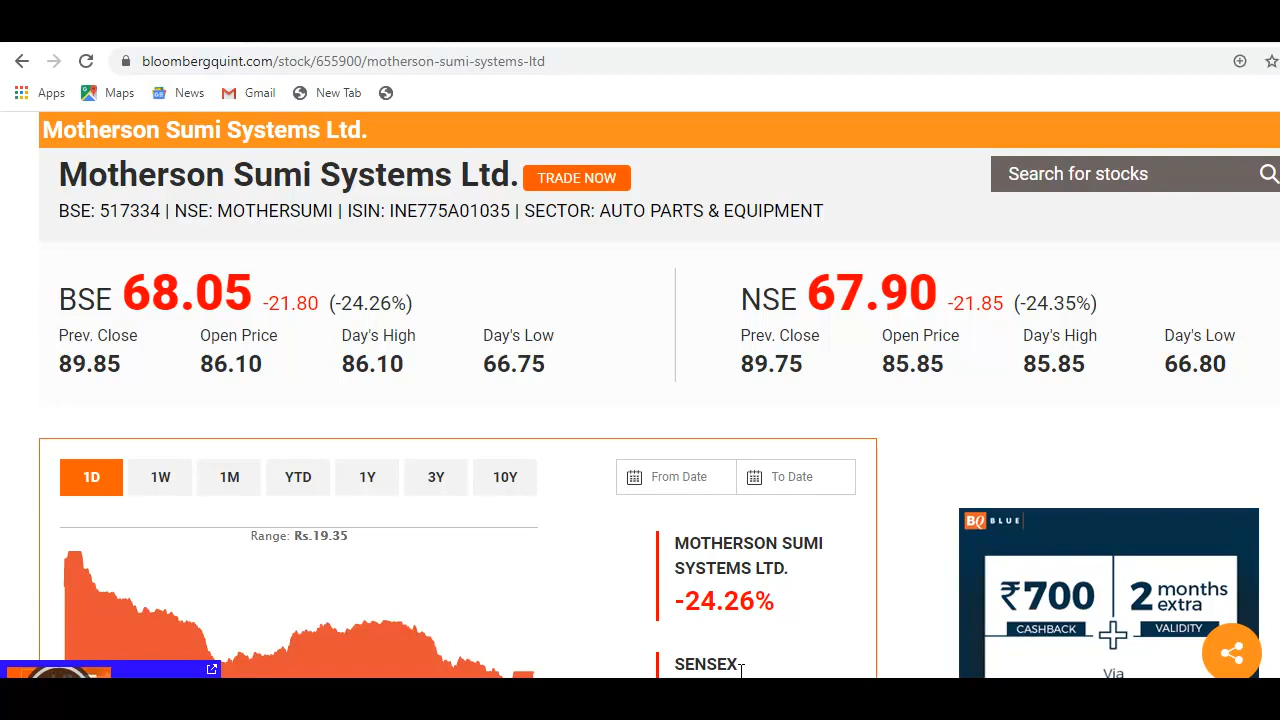 bloombergquint.com/stock/655900/motherson-sumi-systems-ltd
Apps Maps News Gmail New Tab
Motherson Sumi Systems Ltd.
Motherson Sumi Systems Ltd. TRADE NOW
Search for stocks
BSE: 517334 | NSE: MOTHERSUMI | ISIN: INE775A01035 | SECTOR: AUTO PARTS & EQUIPMENT
BSE 68.05 -21.80 (-24.26%)
Prev. Close Open Price Day's High Day's Low
89.85 86.10 86.10 66.75
NSE 67.90 -21.85 (-24.35%)
Prev. Close Open Price Day's High Day's Low
89.75 85.85 85.85 66.80
1D 1W 1M YTD 1Y 3Y 10Y
From Date To Date
Range: Rs.19.35
MOTHERSON SUMI
SYSTEMS LTD.
-24.26%
SENSEX
BQ BLUE
₹700
CASHBACK
2 months
extra
VALIDITY
Via